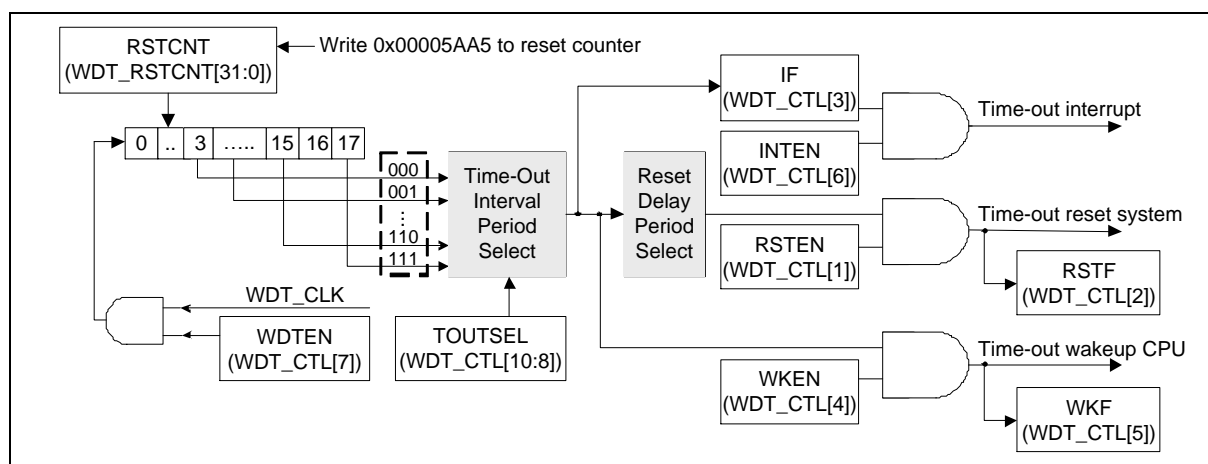 RSTCNT
(WDT_RSTCNT[31:0])
Write 0x00005AA5 to reset counter
0 .. 3 ..... 15 16 17
000
001
⋮
110
111
Time-Out
Interval
Period
Select
Reset
Delay
Period
Select
IF
(WDT_CTL[3])
INTEN
(WDT_CTL[6])
Time-out interrupt
RSTEN
(WDT_CTL[1])
Time-out reset system
RSTF
(WDT_CTL[2])
WDT_CLK
WDTEN
(WDT_CTL[7])
TOUTSEL
(WDT_CTL[10:8])
WKEN
(WDT_CTL[4])
Time-out wakeup CPU
WKF
(WDT_CTL[5])